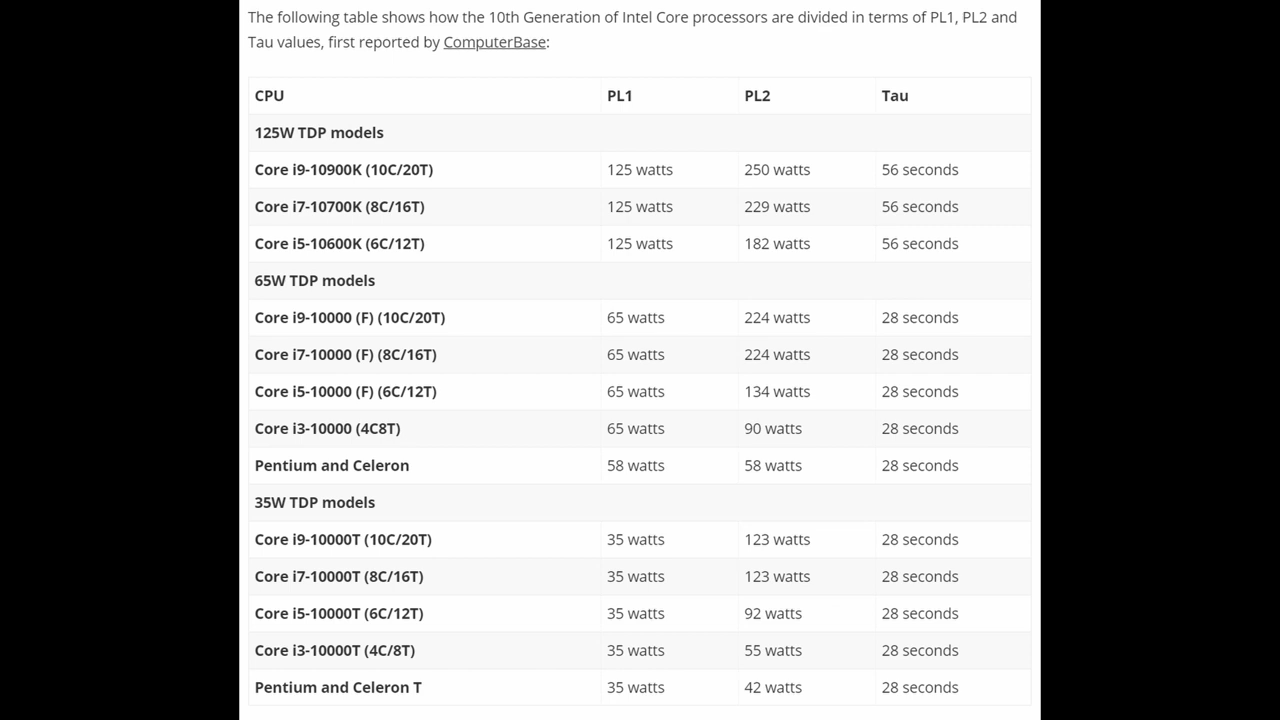 The following table shows how the 10th Generation of Intel Core processors are divided in terms of PL1, PL2 and
Tau values, first reported by ComputerBase:
CPU PL1 PL2 Tau
125W TDP models
Core i9-10900K (10C/20T) 125 watts 250 watts 56 seconds
Core i7-10700K (8C/16T) 125 watts 229 watts 56 seconds
Core i5-10600K (6C/12T) 125 watts 182 watts 56 seconds
65W TDP models
Core i9-10000 (F) (10C/20T) 65 watts 224 watts 28 seconds
Core i7-10000 (F) (8C/16T) 65 watts 224 watts 28 seconds
Core i5-10000 (F) (6C/12T) 65 watts 134 watts 28 seconds
Core i3-10000 (4C8T) 65 watts 90 watts 28 seconds
Pentium and Celeron 58 watts 58 watts 28 seconds
35W TDP models
Core i9-10000T (10C/20T) 35 watts 123 watts 28 seconds
Core i7-10000T (8C/16T) 35 watts 123 watts 28 seconds
Core i5-10000T (6C/12T) 35 watts 92 watts 28 seconds
Core i3-10000T (4C/8T) 35 watts 55 watts 28 seconds
Pentium and Celeron T 35 watts 42 watts 28 seconds